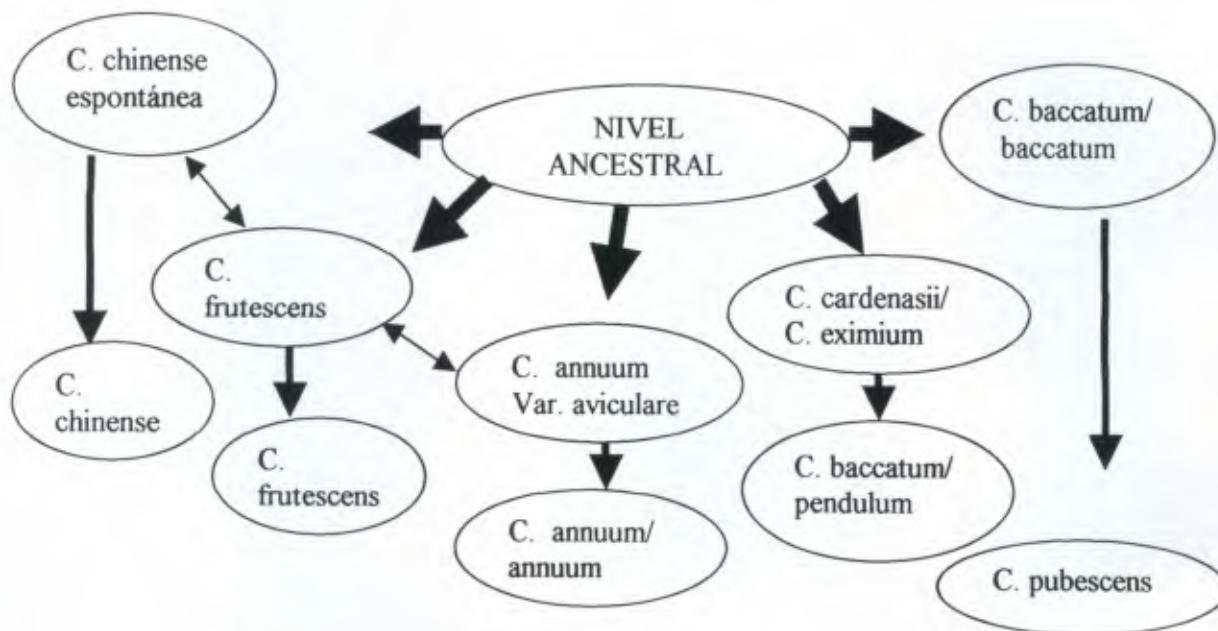 C. chinense
espontánea
NIVEL
ANCESTRAL
C. baccatum/
baccatum
C.
frutescens
C. cardenasii/
C. eximium
C.
chinense
C. annuum
Var. aviculare
C.
frutescens
C. baccatum/
pendulum
C. annuum/
annuum
C. pubescens